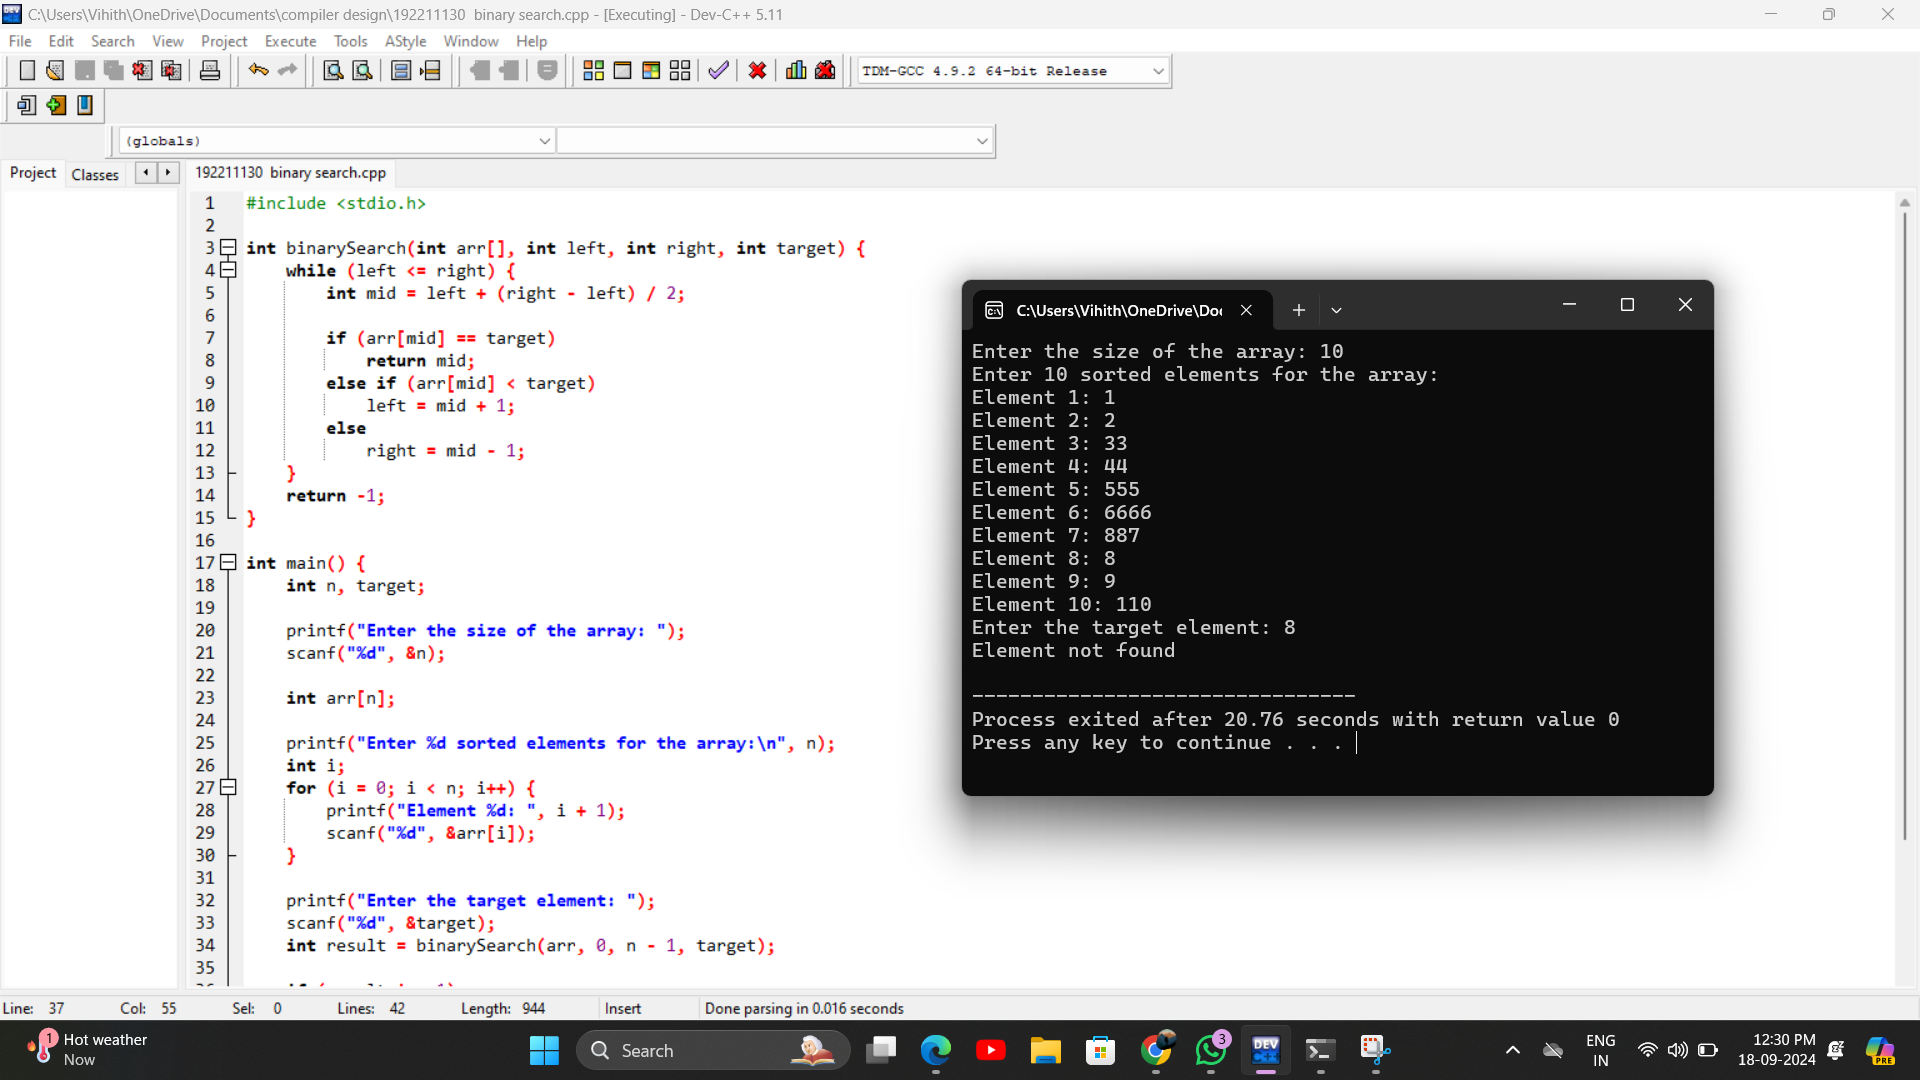 C:\Users\Vihith\OneDrive\Documents\compiler design\192211130  binary search.cpp - [Executing] - Dev-C++ 5.11
File Edit Search View Project Execute Tools AStyle Window Help
TDM-GCC 4.9.2 64-bit Release
(globals)
Project Classes
192211130  binary search.cpp
1 #include <stdio.h>
2
3 int binarySearch(int arr[], int left, int right, int target) {
4 while (left <= right) {
5 int mid = left + (right - left) / 2;
6
7 if (arr[mid] == target)
8 return mid;
9 else if (arr[mid] < target)
10 left = mid + 1;
11 else
12 right = mid - 1;
13 }
14 return -1;
15 }
16
17 int main() {
18 int n, target;
19
20 printf("Enter the size of the array: ");
21 scanf("%d", &n);
22
23 int arr[n];
24
25 printf("Enter %d sorted elements for the array:\n", n);
26 int i;
27 for (i = 0; i < n; i++) {
28 printf("Element %d: ", i + 1);
29 scanf("%d", &arr[i]);
30 }
31
32 printf("Enter the target element: ");
33 scanf("%d", &target);
34 int result = binarySearch(arr, 0, n - 1, target);
35
C:\Users\Vihith\OneDrive\Do
Enter the size of the array: 10
Enter 10 sorted elements for the array:
Element 1: 1
Element 2: 2
Element 3: 33
Element 4: 44
Element 5: 555
Element 6: 6666
Element 7: 887
Element 8: 8
Element 9: 9
Element 10: 110
Enter the target element: 8
Element not found
--------------------------------
Process exited after 20.76 seconds with return value 0
Press any key to continue . . .
Line: 37 Col: 55 Sel: 0 Lines: 42 Length: 944 Insert Done parsing in 0.016 seconds
1
Hot weather
Now
Search
3
DEV
C++
ENG
IN
12:30 PM
18-09-2024
PRE